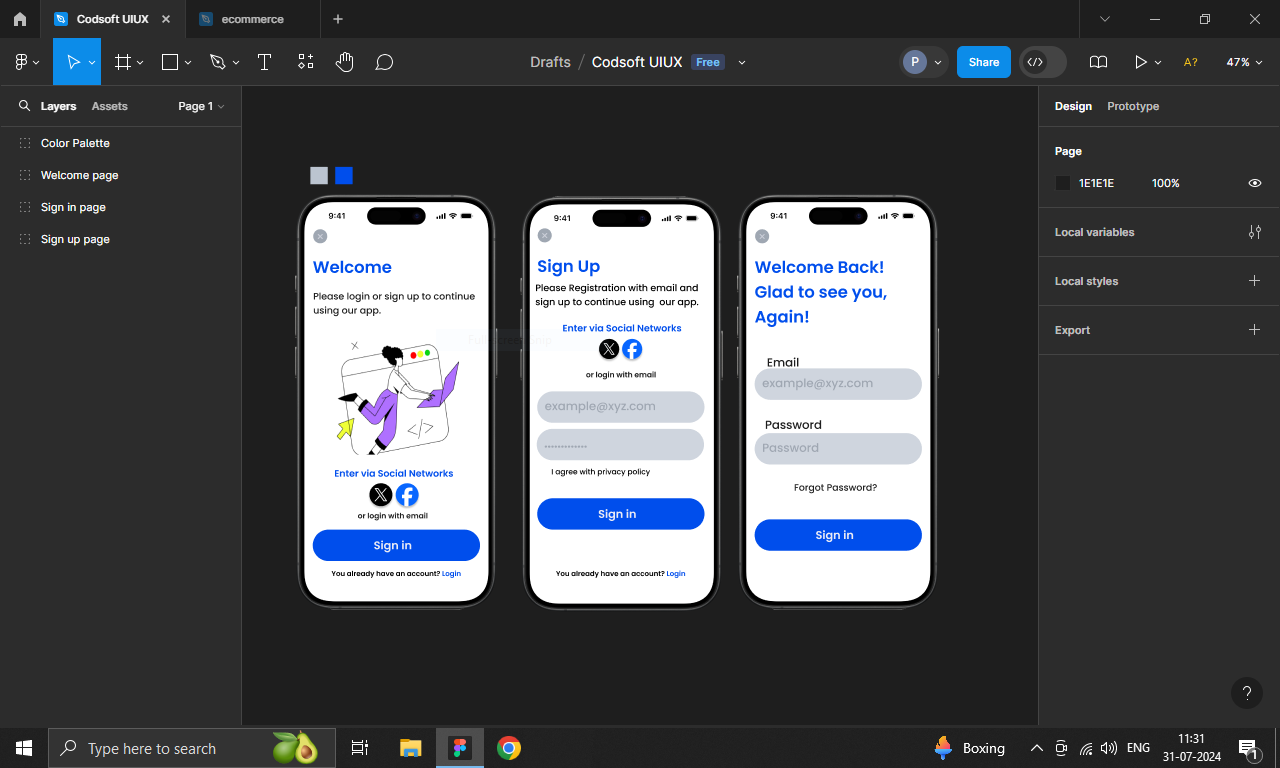 Codsoft UIUX
ecommerce
Drafts / Codsoft UIUX Free
P
Share
A?
47%
Layers
Assets
Page 1
Color Palette
Welcome page
Sign in page
Sign up page
9:41
Welcome
Please login or sign up to continue
using our app.
</>
Enter via Social Networks
or login with email
Sign in
You already have an account? Login
9:41
Sign Up
Please Registration with email and
sign up to continue using our app.
Enter via Social Networks
or login with email
example@xyz.com
.............
I agree with privacy policy
Sign in
You already have an account? Login
9:41
Welcome Back!
Glad to see you,
Again!
Email
example@xyz.com
Password
Password
Forgot Password?
Sign in
Design
Prototype
Page
1E1E1E
100%
Local variables
Local styles
Export
?
Type here to search
Boxing
ENG
11:31
31-07-2024
1